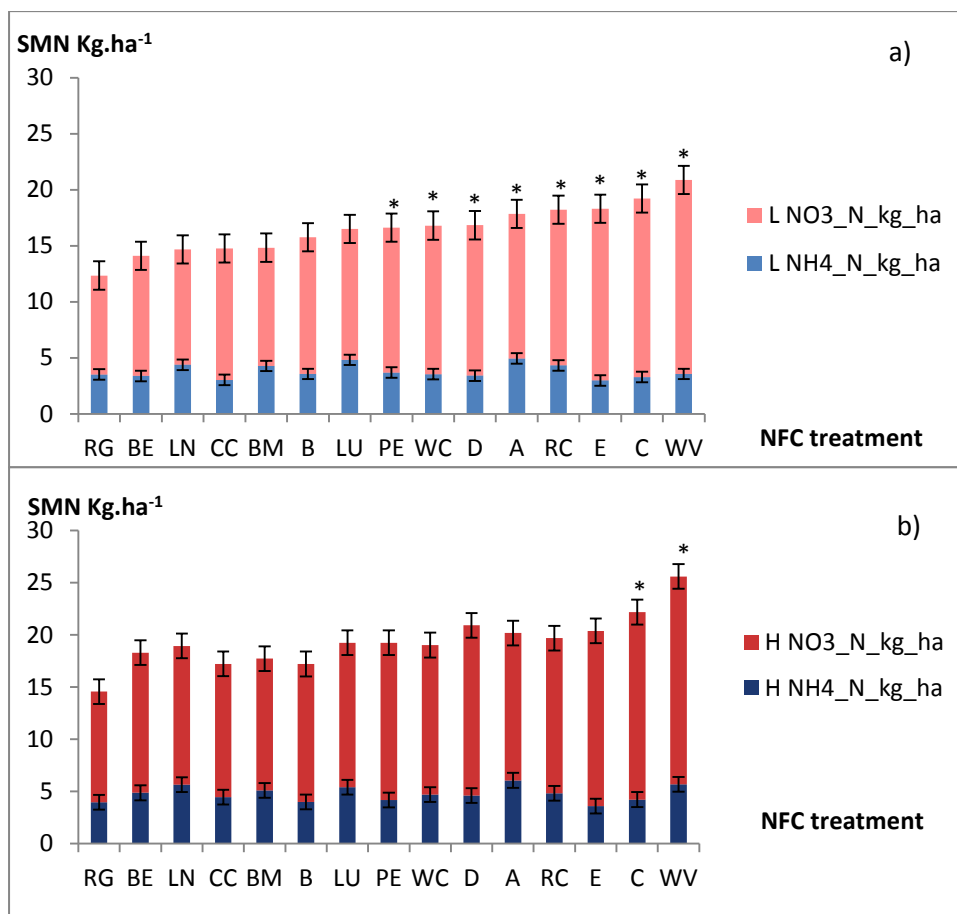 SMN Kg.ha⁻¹
a)
30
25
20
15
10
5
0
* * * * * * * *
L NO3_N_kg_ha
L NH4_N_kg_ha
RG BE LN CC BM B LU PE WC D A RC E C WV
NFC treatment
SMN Kg.ha⁻¹
b)
30
25
20
15
10
5
0
* *
H NO3_N_kg_ha
H NH4_N_kg_ha
NFC treatment
RG BE LN CC BM B LU PE WC D A RC E C WV